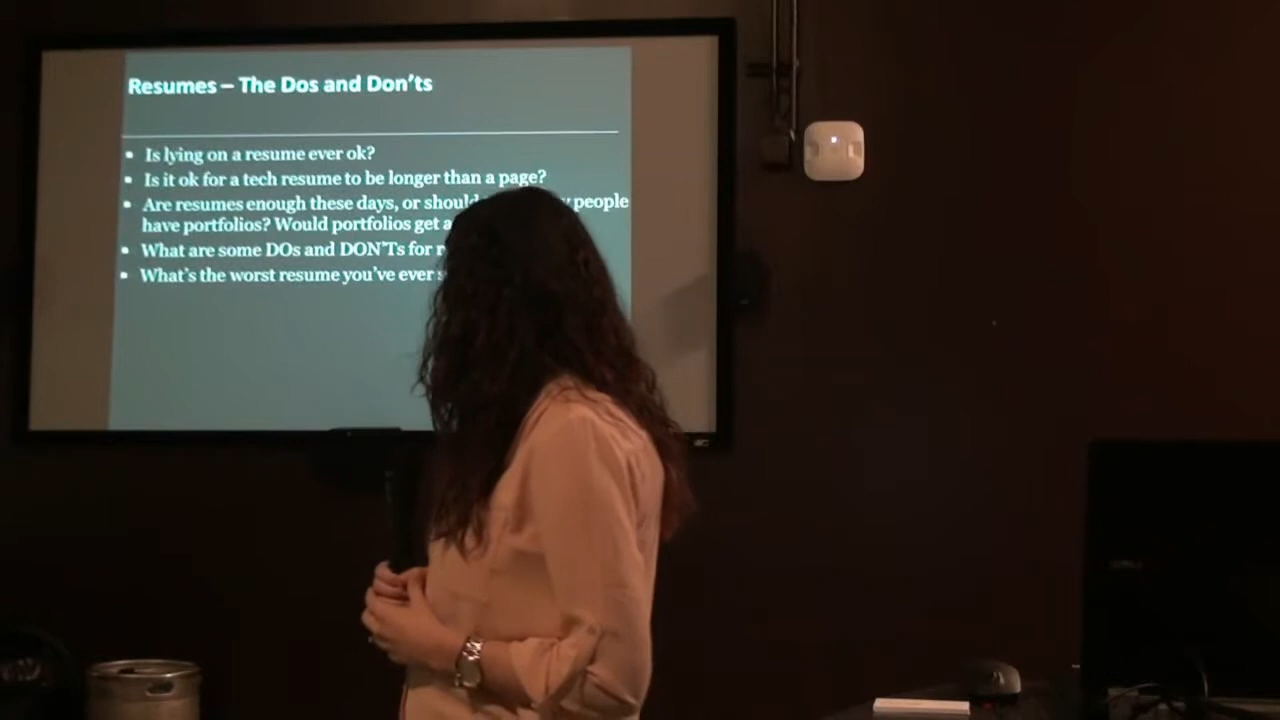 Resumes – The Dos and Don'ts
Is lying on a resume ever ok?
Is it ok for a tech resume to be longer than a page?
Are resumes enough these days, or should people
have portfolios? Would portfolios get a
What are some DOs and DON'Ts for
What's the worst resume you've ever